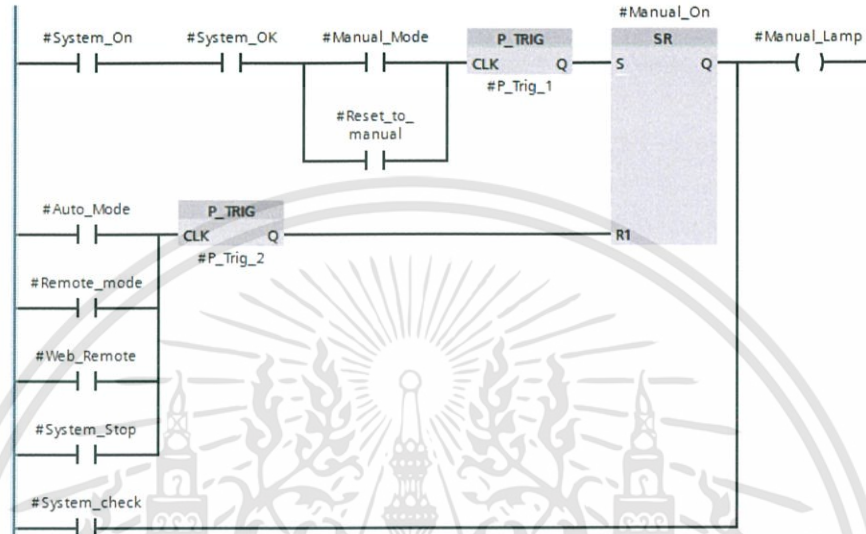 #Manual_On
#System_On #System_OK #Manual_Mode P_TRIG SR #Manual_Lamp
CLK Q S Q
#P_Trig_1
#Reset_to_
manual
#Auto_Mode P_TRIG
CLK Q R1
#P_Trig_2
#Remote_mode
#Web_Remote
#System_Stop
#System_check